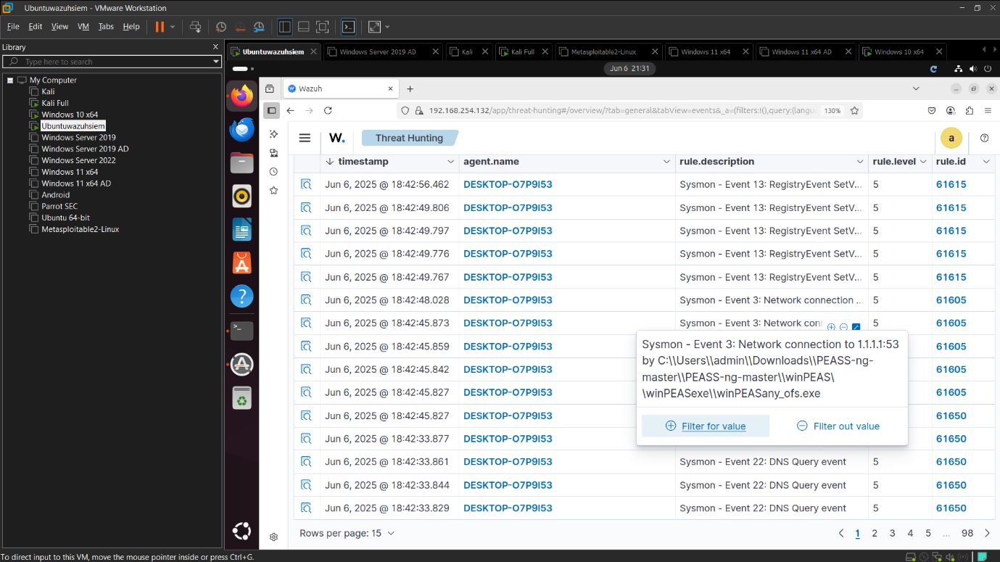 Ubuntuwazuhsiem - VMware Workstation
File Edit View VM Tabs Help
Library
Type here to search
My Computer
Kali
Kali Full
Windows 10 x64
Ubuntuwazuhsiem
Windows Server 2019
Windows Server 2019 AD
Windows Server 2022
Windows 11 x64
Windows 11 x64 AD
Android
Parrot SEC
Ubuntu 64-bit
Metasploitable2-Linux
Ubuntuwazuhsiem Windows Server 2019 AD Kali Kali Full Metasploitable2-Linux Windows 11 x64 Windows 11 x64 AD Windows 10 x64
Jun 6 21:31
Wazuh
192.168.254.132/app/threat-hunting#/overview/?tab=general&tabView=events&_a=(filters:!(),query:(langu 130%
W. Threat Hunting a
timestamp agent.name rule.description rule.level rule.id
Jun 6, 2025 @ 18:42:56.462 DESKTOP-O7P9I53 Sysmon - Event 13: RegistryEvent SetV... 5 61615
Jun 6, 2025 @ 18:42:49.806 DESKTOP-O7P9I53 Sysmon - Event 13: RegistryEvent SetV... 5 61615
Jun 6, 2025 @ 18:42:49.797 DESKTOP-O7P9I53 Sysmon - Event 13: RegistryEvent SetV... 5 61615
Jun 6, 2025 @ 18:42:49.776 DESKTOP-O7P9I53 Sysmon - Event 13: RegistryEvent SetV... 5 61615
Jun 6, 2025 @ 18:42:49.767 DESKTOP-O7P9I53 Sysmon - Event 13: RegistryEvent SetV... 5 61615
Jun 6, 2025 @ 18:42:48.028 DESKTOP-O7P9I53 Sysmon - Event 3: Network connection ... 5 61605
Jun 6, 2025 @ 18:42:45.873 DESKTOP-O7P9I53 Sysmon - Event 3: Network con 5 61605
Jun 6, 2025 @ 18:42:45.859 DESKTOP-O7P9I53 61605
Jun 6, 2025 @ 18:42:45.842 DESKTOP-O7P9I53 61605
Jun 6, 2025 @ 18:42:45.827 DESKTOP-O7P9I53 61605
Jun 6, 2025 @ 18:42:45.827 DESKTOP-O7P9I53 61650
Jun 6, 2025 @ 18:42:33.877 DESKTOP-O7P9I53 61650
Sysmon - Event 3: Network connection to 1.1.1.1:53
by C:\\Users\\admin\\Downloads\\PEASS-ng-
master\\PEASS-ng-master\\winPEAS\
\winPEASexe\\winPEASany_ofs.exe
Filter for value Filter out value
Jun 6, 2025 @ 18:42:33.861 DESKTOP-O7P9I53 Sysmon - Event 22: DNS Query event 5 61650
Jun 6, 2025 @ 18:42:33.844 DESKTOP-O7P9I53 Sysmon - Event 22: DNS Query event 5 61650
Jun 6, 2025 @ 18:42:33.829 DESKTOP-O7P9I53 Sysmon - Event 22: DNS Query event 5 61650
Rows per page: 15 1 2 3 4 5 ... 98
To direct input to this VM, move the mouse pointer inside or press Ctrl+G.